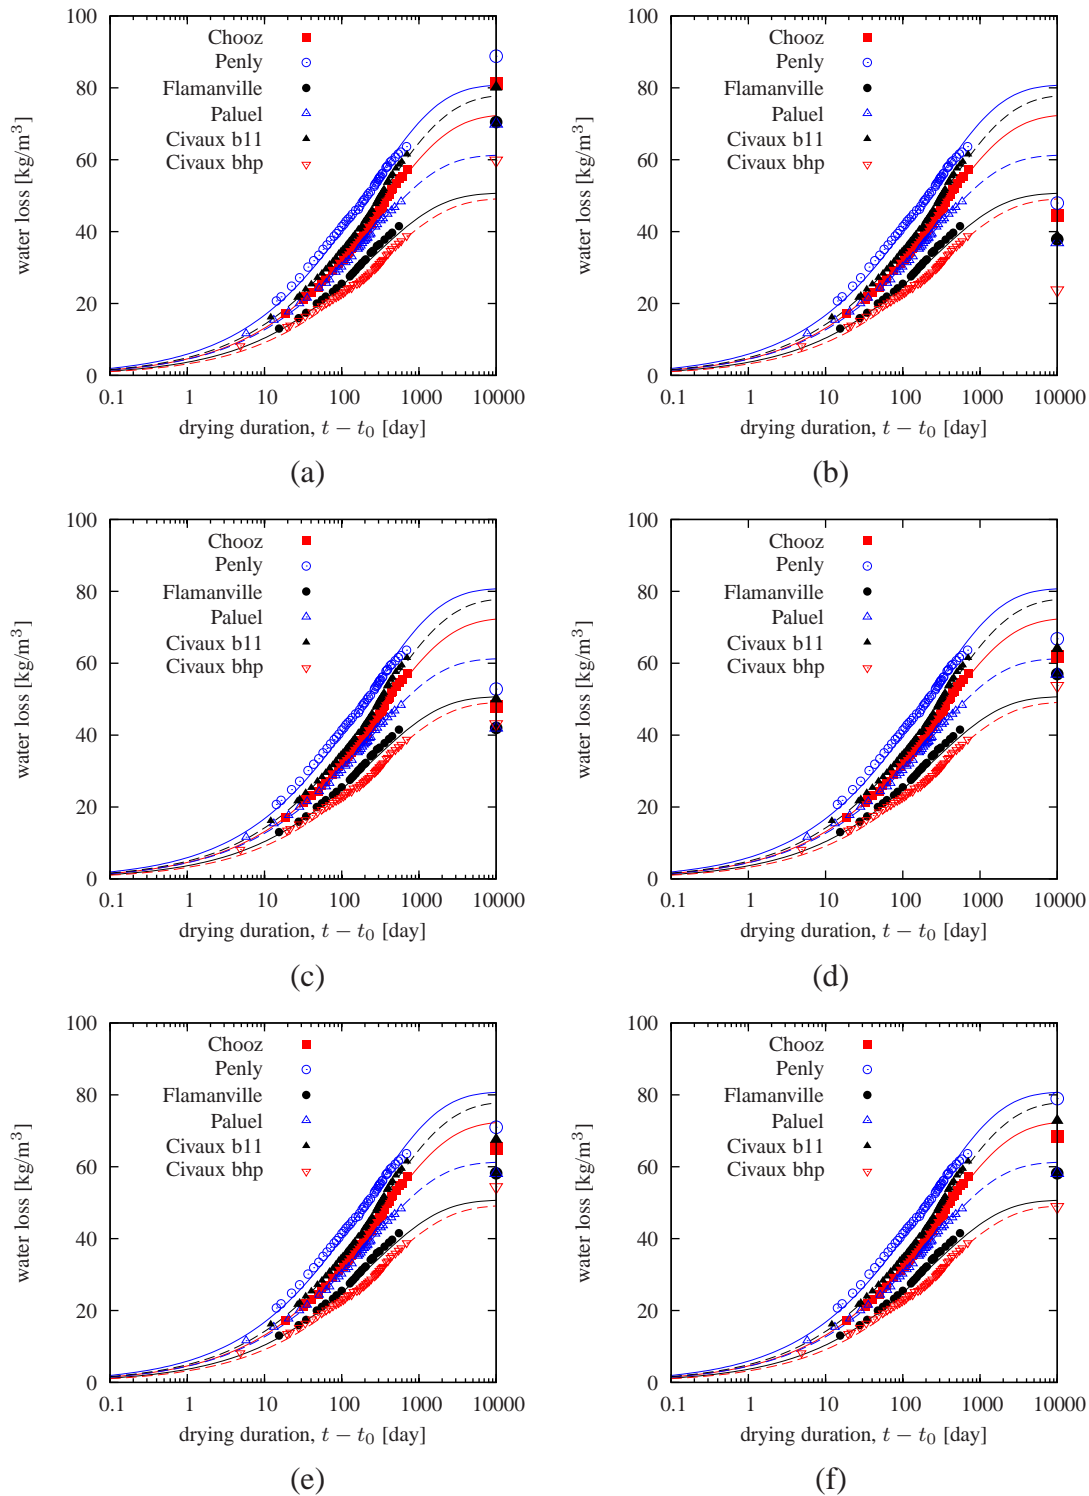 100
80
60
40
20
0
water loss [kg/m³]
Chooz
Penly
Flamanville
Paluel
Civaux b11
Civaux bhp
0.1 1 10 100 1000 10000
drying duration, t − t₀ [day]
(a)
100
80
60
40
20
0
water loss [kg/m³]
Chooz
Penly
Flamanville
Paluel
Civaux b11
Civaux bhp
0.1 1 10 100 1000 10000
drying duration, t − t₀ [day]
(b)
100
80
60
40
20
0
water loss [kg/m³]
Chooz
Penly
Flamanville
Paluel
Civaux b11
Civaux bhp
0.1 1 10 100 1000 10000
drying duration, t − t₀ [day]
(c)
100
80
60
40
20
0
water loss [kg/m³]
Chooz
Penly
Flamanville
Paluel
Civaux b11
Civaux bhp
0.1 1 10 100 1000 10000
drying duration, t − t₀ [day]
(d)
100
80
60
40
20
0
water loss [kg/m³]
Chooz
Penly
Flamanville
Paluel
Civaux b11
Civaux bhp
0.1 1 10 100 1000 10000
drying duration, t − t₀ [day]
(e)
100
80
60
40
20
0
water loss [kg/m³]
Chooz
Penly
Flamanville
Paluel
Civaux b11
Civaux bhp
0.1 1 10 100 1000 10000
drying duration, t − t₀ [day]
(f)